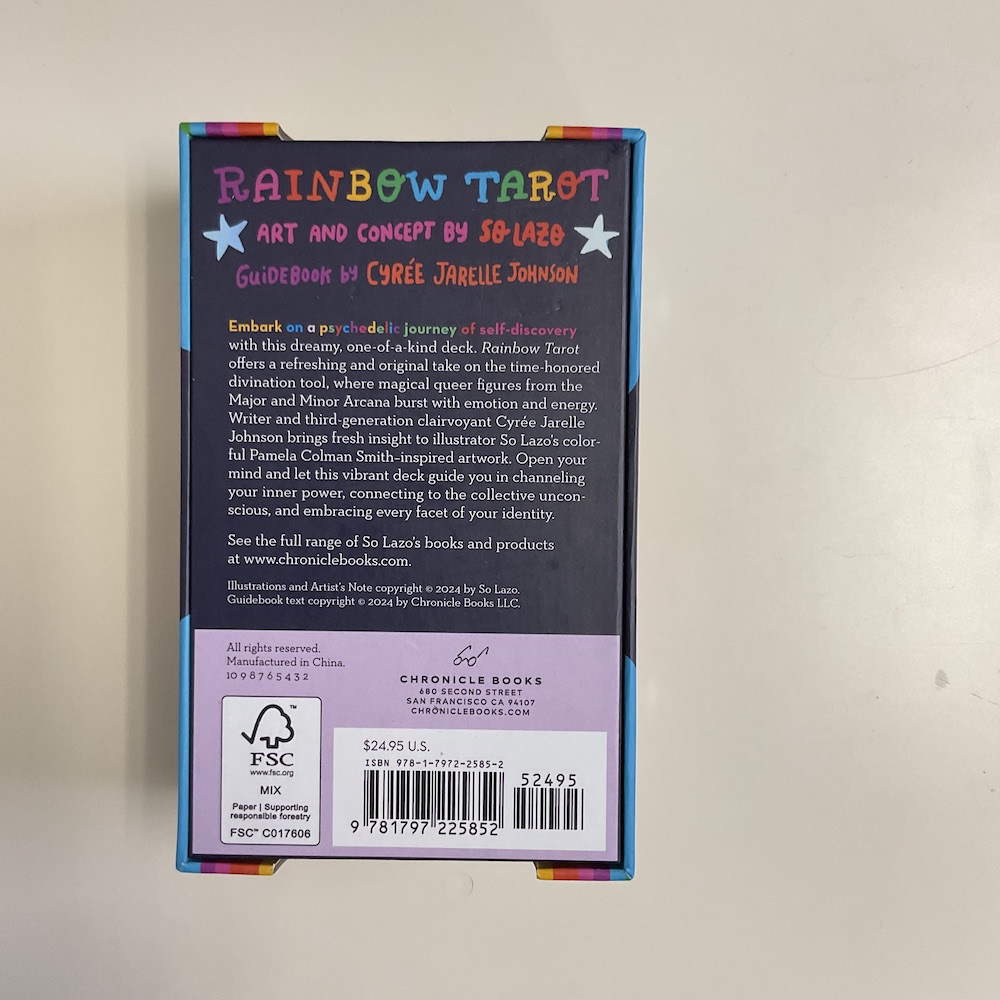 RAINBOW TAROT
ART AND CONCEPT BY SO LAZO
GUIDEBOOK BY CYRÉE JARELLE JOHNSON
Embark on a psychedelic journey of self-discovery
with this dreamy, one-of-a-kind deck. Rainbow Tarot
offers a refreshing and original take on the time-honored
divination tool, where magical queer figures from the
Major and Minor Arcana burst with emotion and energy.
Writer and third-generation clairvoyant Cyrée Jarelle
Johnson brings fresh insight to illustrator So Lazo's color-
ful Pamela Colman Smith–inspired artwork. Open your
mind and let this vibrant deck guide you in channeling
your inner power, connecting to the collective uncon-
scious, and embracing every facet of your identity.
See the full range of So Lazo's books and products
at www.chroniclebooks.com.
Illustrations and Artist's Note copyright © 2024 by So Lazo.
Guidebook text copyright © 2024 by Chronicle Books LLC.
All rights reserved.
Manufactured in China.
10 9 8 7 6 5 4 3 2
CHRONICLE BOOKS
680 SECOND STREET
SAN FRANCISCO CA 94107
CHRONICLEBOOKS.COM
™
FSC
www.fsc.org
MIX
Paper | Supporting
responsible forestry
FSC™ C017606
$24.95 U.S.
ISBN 978-1-7972-2585-2
52495
9 781797 225852